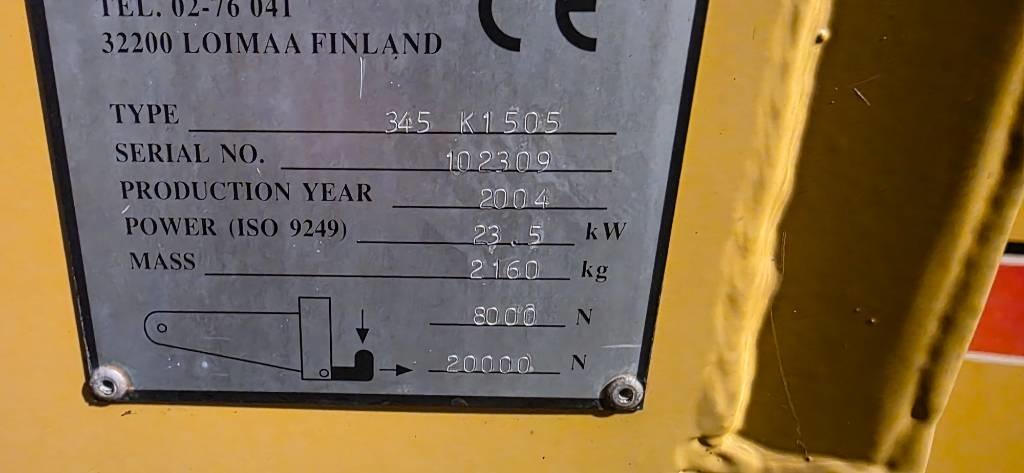 TEL. 02-76 041
32200 LOIMAA FINLAND
CE
TYPE 345 K1505
SERIAL NO. 102309
PRODUCTION YEAR 2004
POWER (ISO 9249) 23.5 kW
MASS 2160 kg
8000 N
20000 N